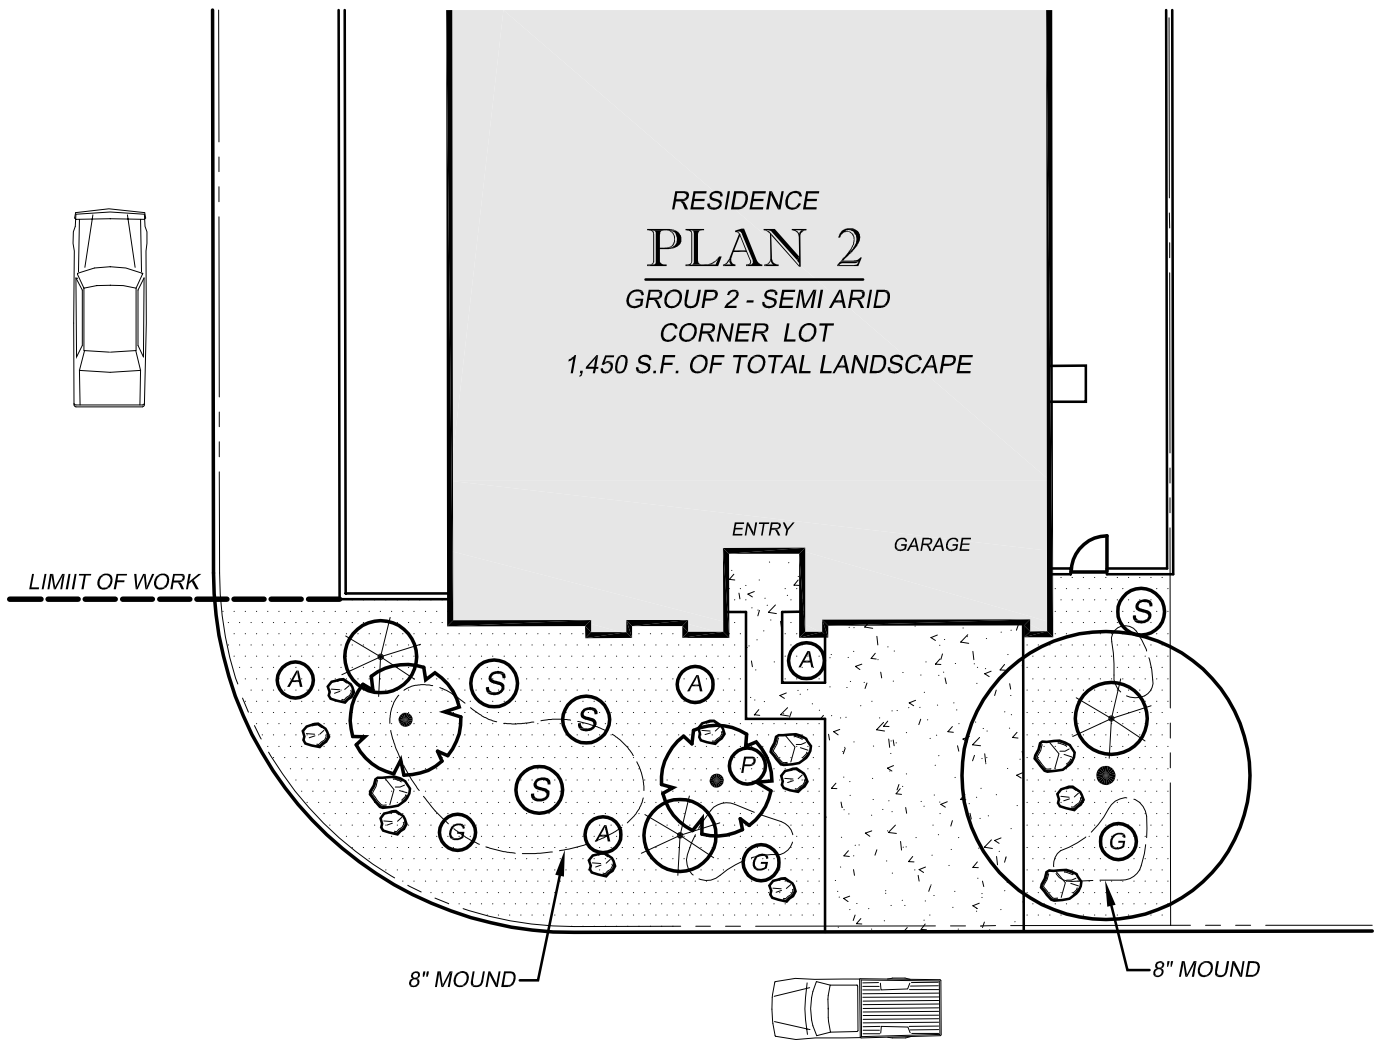 RESIDENCE
PLAN 2
GROUP 2 - SEMI ARID
CORNER LOT
1,450 S.F. OF TOTAL LANDSCAPE
ENTRY
GARAGE
LIMIIT OF WORK
S
A
A
S
A
S
P
S
G
A
G
G
8" MOUND
8" MOUND